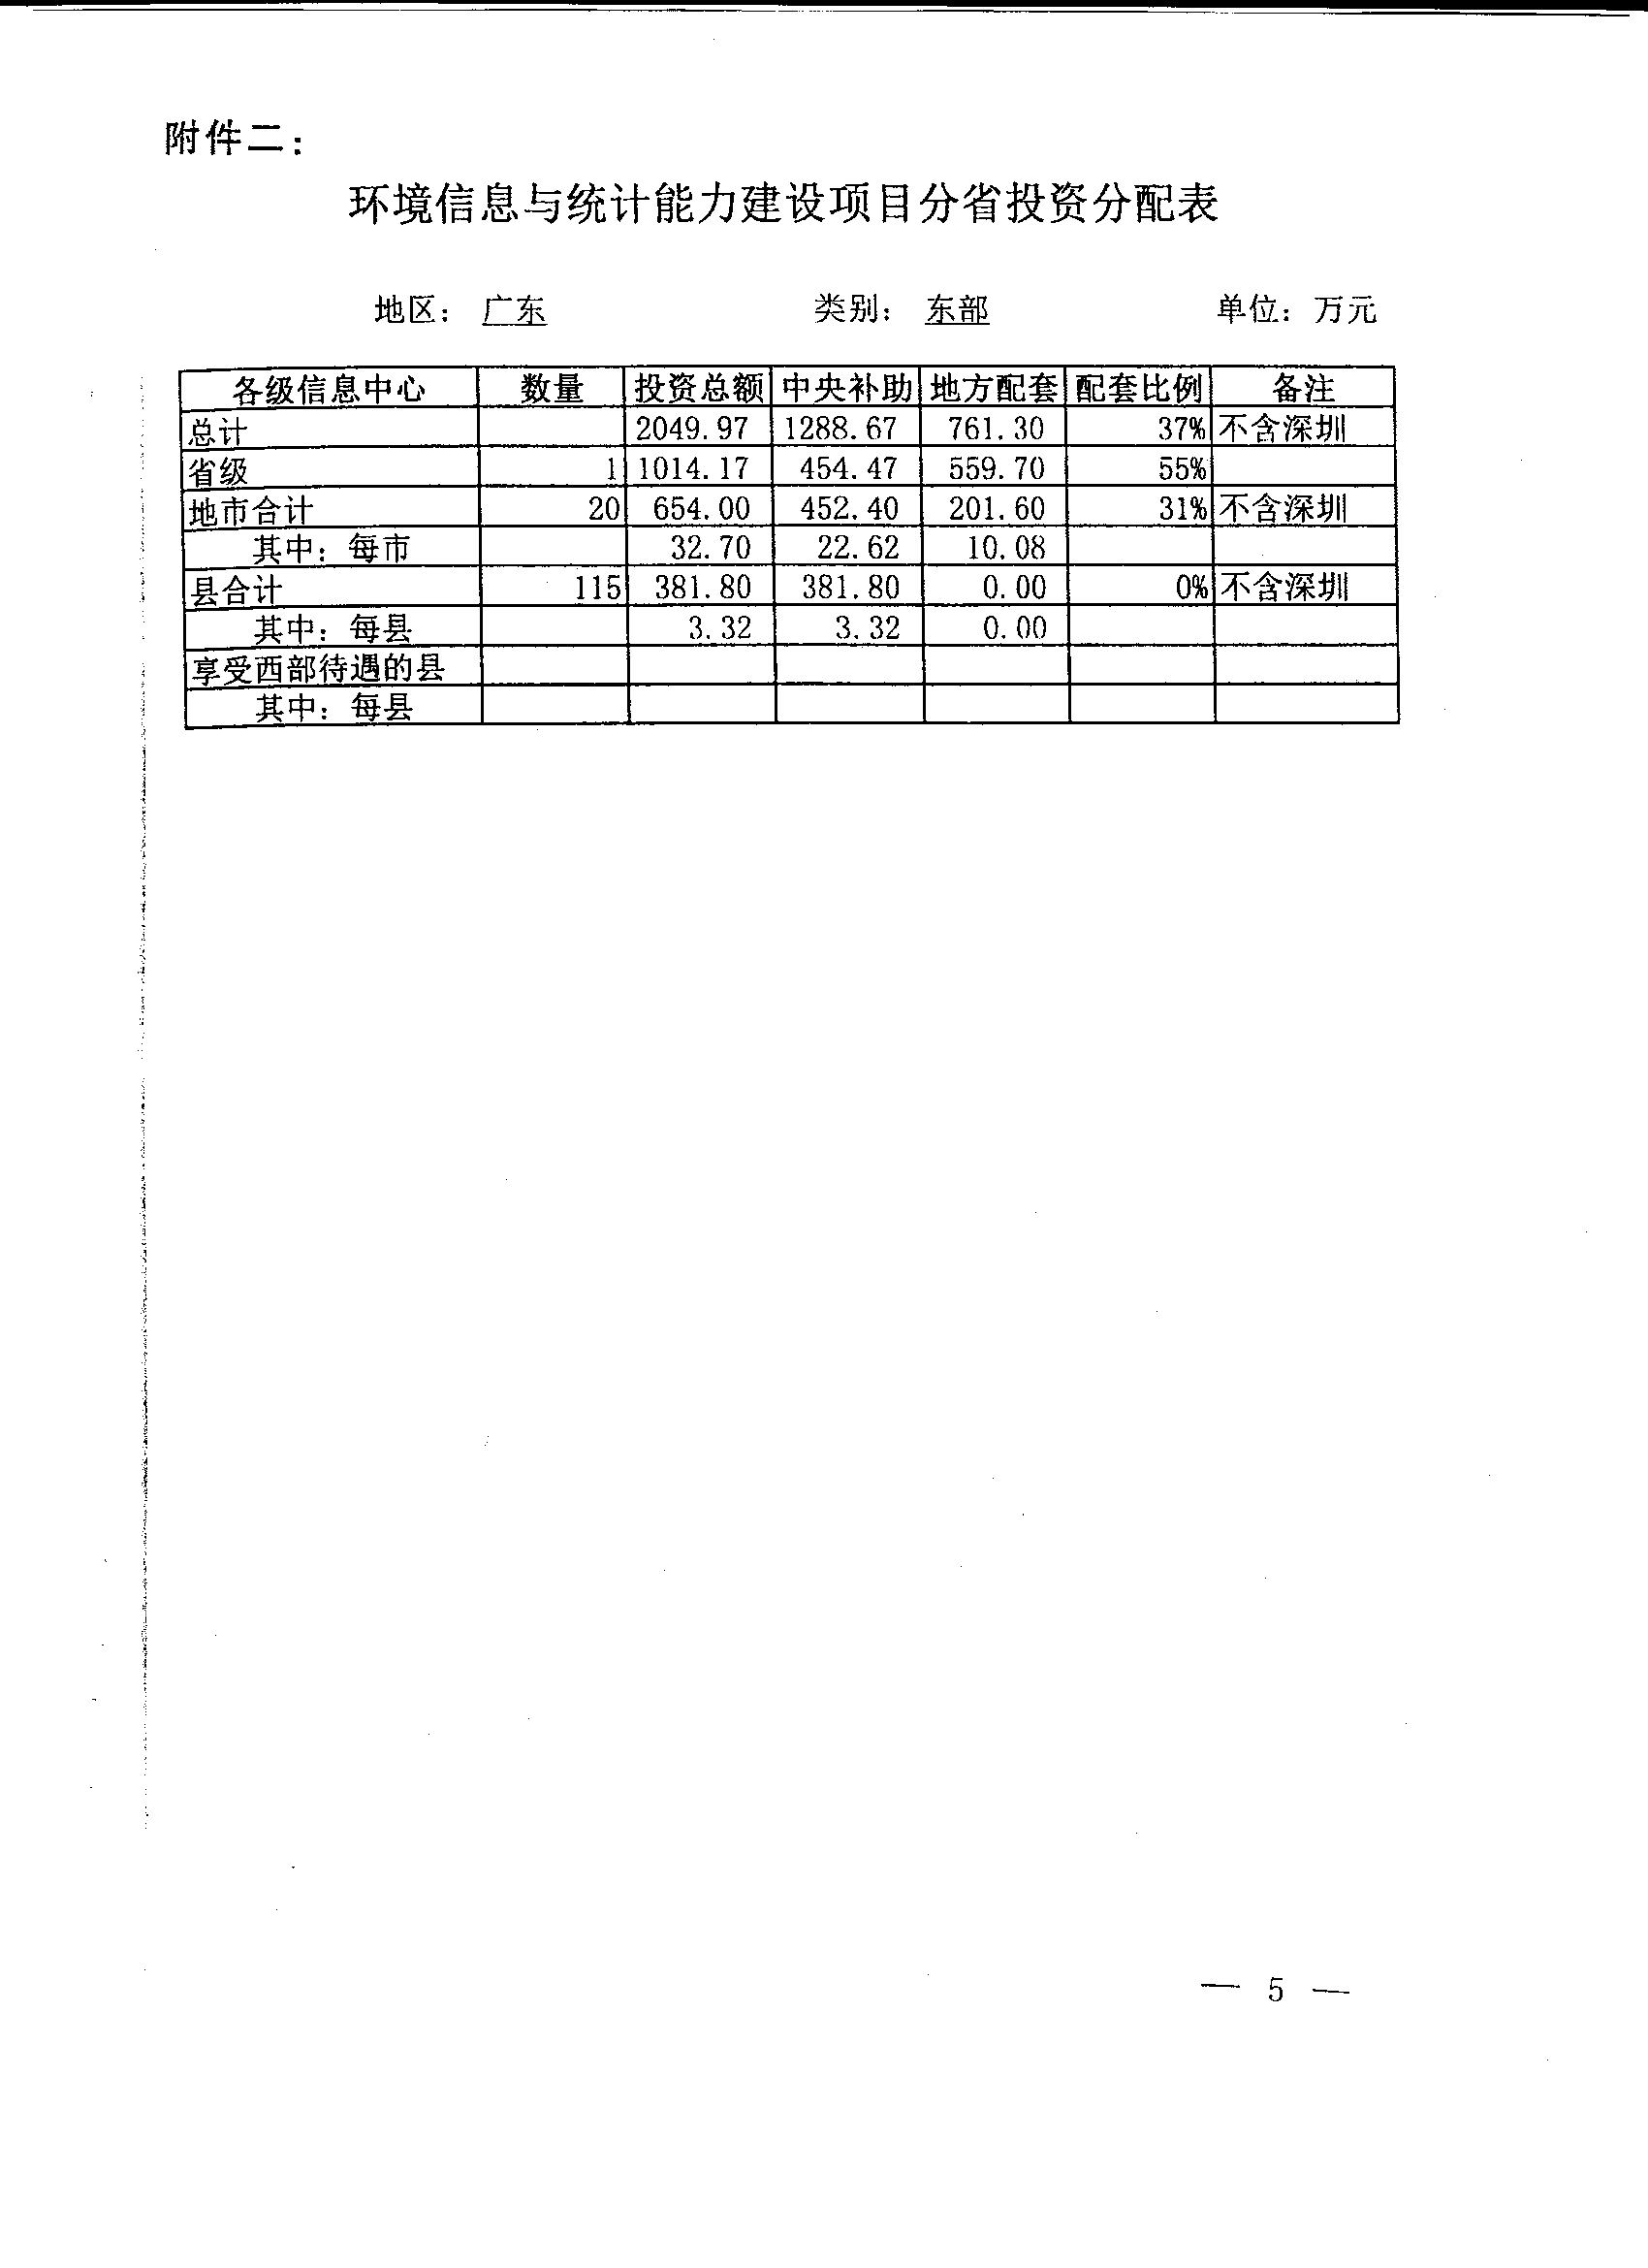 附件二：
环境信息与统计能力建设项目分省投资分配表
地区： 广东 类别： 东部 单位：万元
各级信息中心 数量 投资总额 中央补助 地方配套 配套比例 备注
总计 2049.97 1288.67 761.30 37% 不含深圳
省级 1 1014.17 454.47 559.70 55%
地市合计 20 654.00 452.40 201.60 31% 不含深圳
其中：每市 32.70 22.62 10.08
县合计 115 381.80 381.80 0.00 0% 不含深圳
其中：每县 3.32 3.32 0.00
享受西部待遇的县
其中：每县
— 5 —